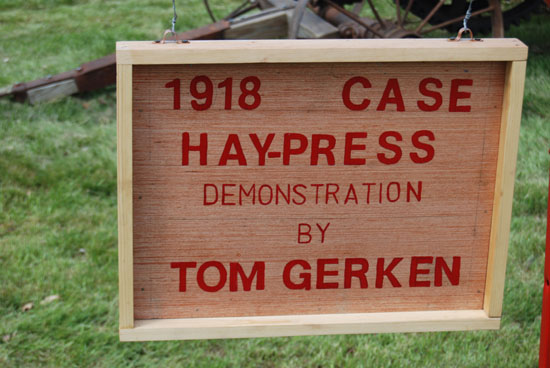 1918 CASE
HAY-PRESS
DEMONSTRATION
BY
TOM GERKEN